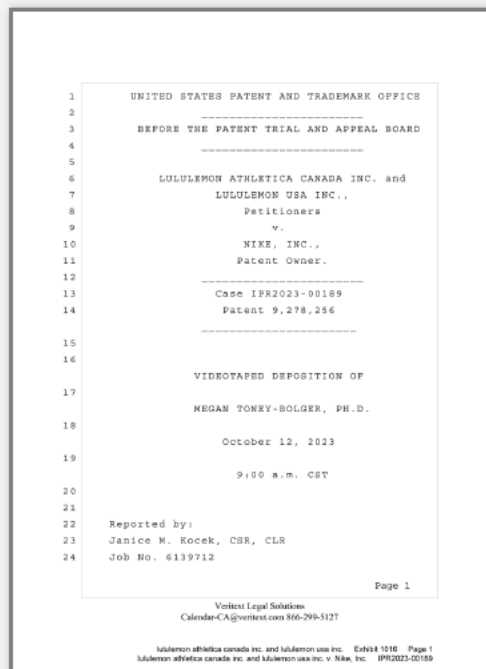 1 UNITED STATES PATENT AND TRADEMARK OFFICE
2 ________________________
3 BEFORE THE PATENT TRIAL AND APPEAL BOARD
4 ________________________
5
6 LULULEMON ATHLETICA CANADA INC. and
7 LULULEMON USA INC.,
8 Petitioners
9 v.
10 NIKE, INC.,
11 Patent Owner.
12 ________________________
13 Case IPR2023-00189
14 Patent 9,278,256
_______________________
15
16
VIDEOTAPED DEPOSITION OF
17
MEGAN TONEY-BOLGER, PH.D.
18
October 12, 2023
19
9:00 a.m. CST
20
21
22 Reported by:
23 Janice M. Kocek, CSR, CLR
24 Job No. 6139712
Page 1
Veritext Legal Solutions
Calendar-CA@veritext.com 866-299-5127
lululemon athletica canada inc. and lululemon usa inc. Exhibit 1016 Page 1
lululemon athletica canada inc. and lululemon usa inc. v. Nike, Inc. IPR2023-00189